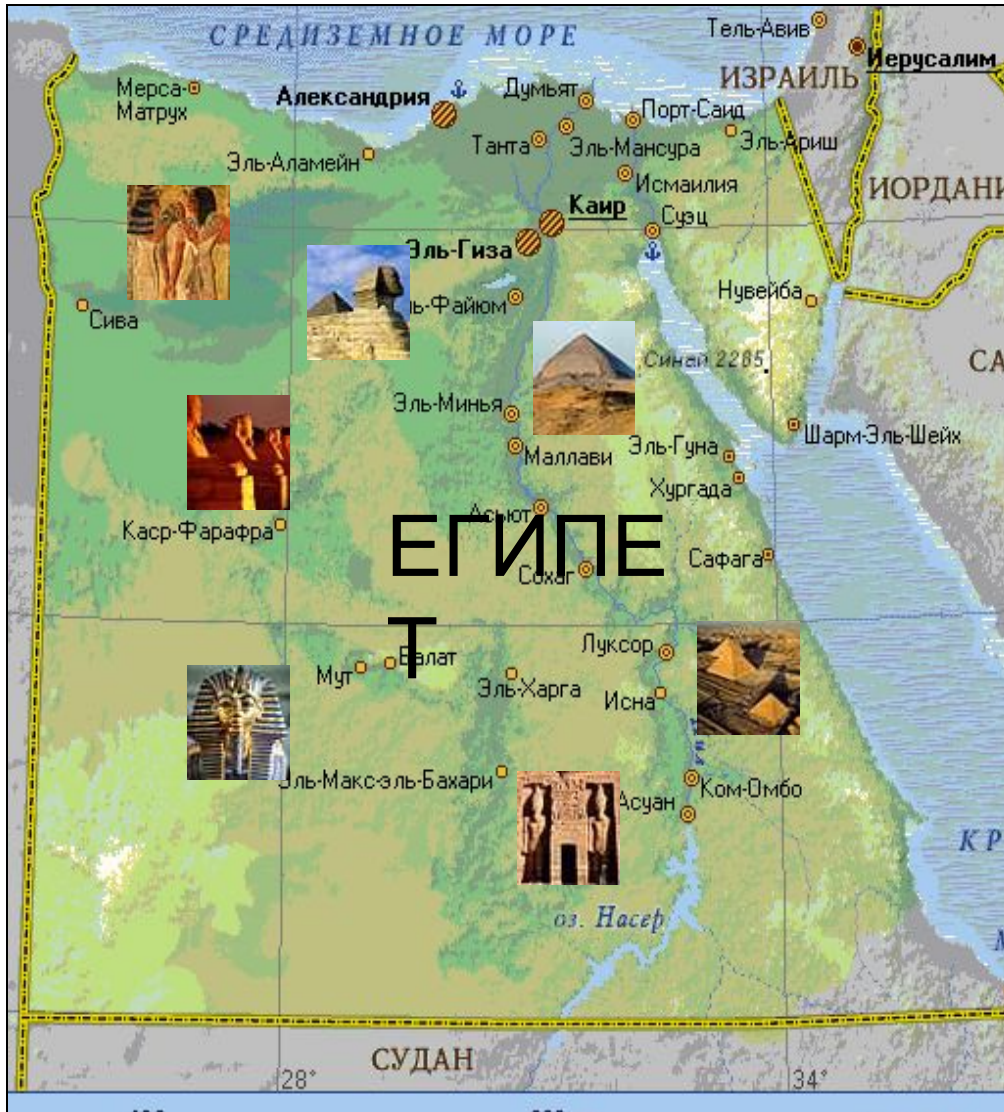 СРЕДИЗЕМНОЕ МОРЕ
Тель-Авив
Иерусалим
ИЗРАИЛЬ
Мерса-
Матрух
Александрия
Думьят
Порт-Саид
Танта
Эль-Мансура
Эль-Ариш
Эль-Аламейн
Исмаилия
ИОРДАНИ
Каир
Суэц
Эль-Гиза
Нувейба
Сива
ль-Файюм
Синай 2285
СА
Эль-Минья
Шарм-Эль-Шейх
Маллави
Эль-Гуна
Хургада
Асьют
Каср-Фарафра
ЕГИПЕ
Т
Сафага
Сохаг
Луксор
Балат
Мут
Эль-Харга
Исна
Эль-Макс-эль-Бахари
Ком-Омбо
Асуан
КР
оз. Насер
СУДАН
28°
34°